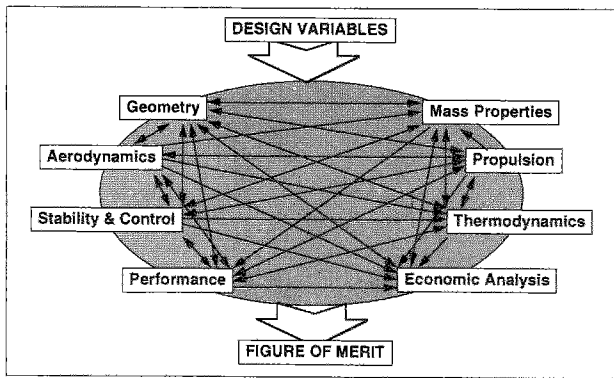 DESIGN VARIABLES
Geometry
Mass Properties
Aerodynamics
Propulsion
Stability & Control
Thermodynamics
Performance
Economic Analysis
FIGURE OF MERIT